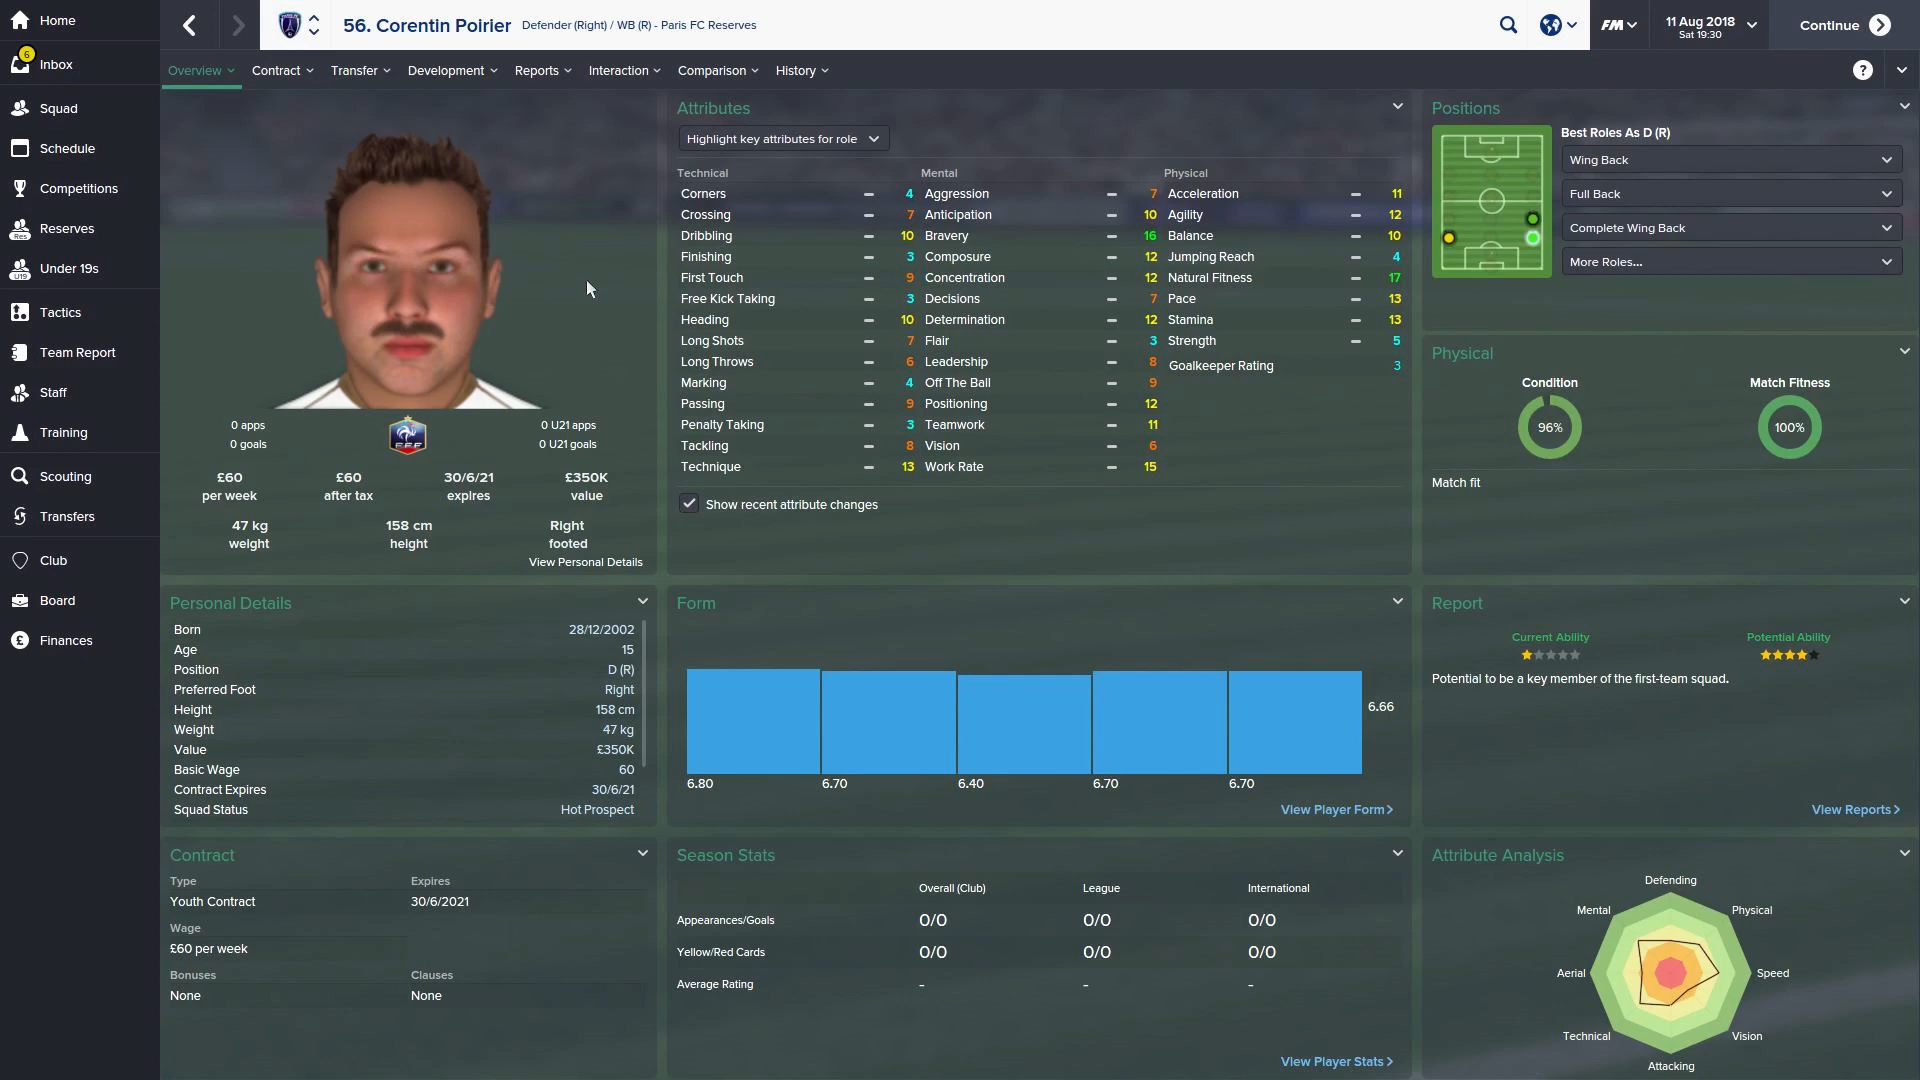 Home
6
Inbox
Squad
Schedule
Competitions
Res
Reserves
U19
Under 19s
Tactics
Team Report
Staff
Training
Scouting
Transfers
Club
Board
£
Finances
56. Corentin Poirier Defender (Right) / WB (R) - Paris FC Reserves
FM
11 Aug 2018
Sat 19:30
Continue
Overview Contract Transfer Development Reports Interaction Comparison History
?
0 apps
0 goals
FFF
0 U21 apps
0 U21 goals
£60 per week
£60 after tax
30/6/21 expires
£350K value
47 kg weight
158 cm height
Right footed
View Personal Details
Attributes
Highlight key attributes for role
Technical Mental Physical
Corners - 4 Aggression - 7 Acceleration - 11
Crossing - 7 Anticipation - 10 Agility - 12
Dribbling - 10 Bravery - 16 Balance - 10
Finishing - 3 Composure - 12 Jumping Reach - 4
First Touch - 9 Concentration - 12 Natural Fitness - 17
Free Kick Taking - 3 Decisions - 7 Pace - 13
Heading - 10 Determination - 12 Stamina - 13
Long Shots - 7 Flair - 3 Strength - 5
Long Throws - 6 Leadership - 8 Goalkeeper Rating 3
Marking - 4 Off The Ball - 9
Passing - 9 Positioning - 12
Penalty Taking - 3 Teamwork - 11
Tackling - 8 Vision - 6
Technique - 13 Work Rate - 15
Show recent attribute changes
Positions
Best Roles As D (R)
Wing Back
Full Back
Complete Wing Back
More Roles...
Physical
Condition Match Fitness
96% 100%
Match fit
Personal Details
Born 28/12/2002
Age 15
Position D (R)
Preferred Foot Right
Height 158 cm
Weight 47 kg
Value £350K
Basic Wage 60
Contract Expires 30/6/21
Squad Status Hot Prospect
Form
6.66
6.80 6.70 6.40 6.70 6.70
View Player Form
Report
Current Ability Potential Ability
Potential to be a key member of the first-team squad.
View Reports
Contract
Type Expires
Youth Contract 30/6/2021
Wage
£60 per week
Bonuses Clauses
None None
Season Stats
Overall (Club) League International
Appearances/Goals 0/0 0/0 0/0
Yellow/Red Cards 0/0 0/0 0/0
Average Rating - - -
View Player Stats
Attribute Analysis
Defending
Mental Physical
Aerial Speed
Technical Vision
Attacking